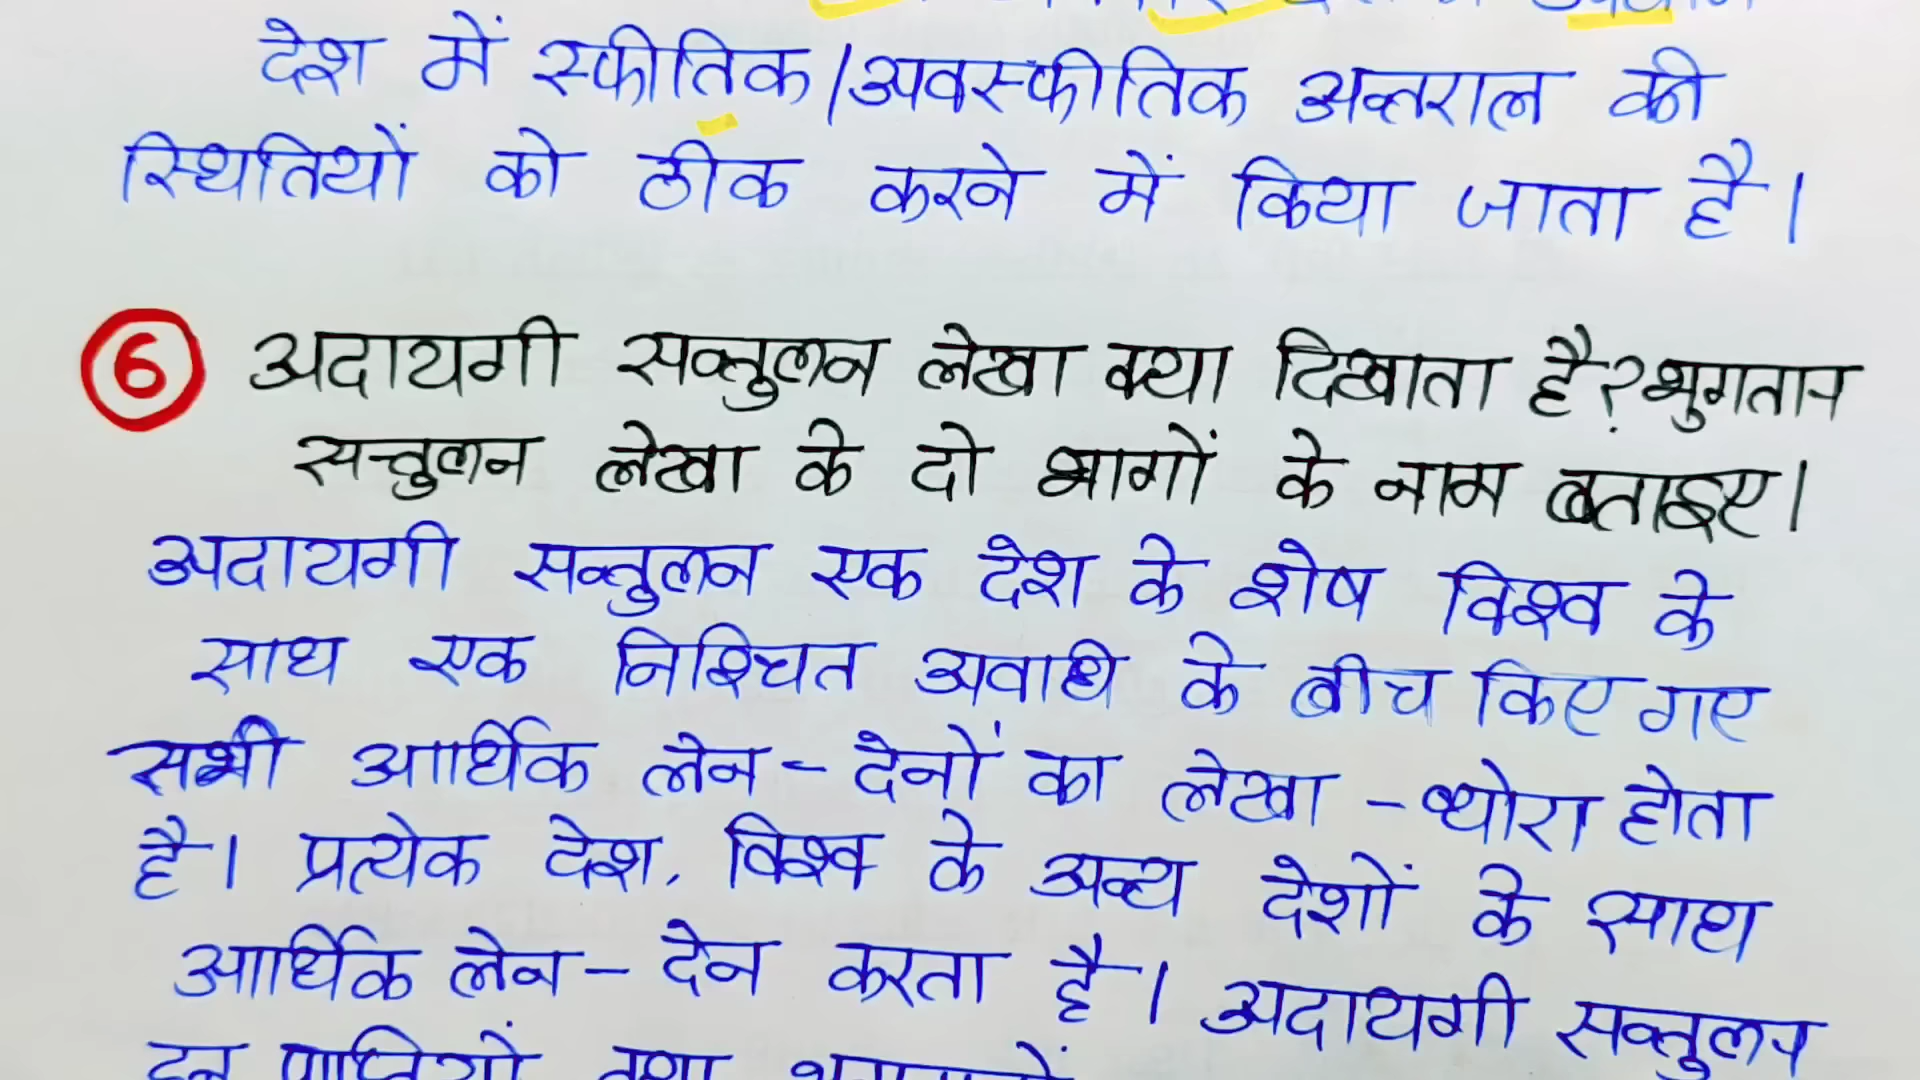 देश में स्फीतिक/अवस्फीतिक अन्तराल की
स्थितियों को ठीक करने में किया जाता है।
6 अदायगी सन्तुलन लेखा क्या दिखाता है? भुगतान
सन्तुलन लेखा के दो भागों के नाम बताइए।
अदायगी सन्तुलन एक देश के शेष विश्व के
साथ एक निश्चित अवधि के बीच किए गए
सभी आर्थिक लेन-देनों का लेखा-ब्योरा होता
है। प्रत्येक देश, विश्व के अन्य देशों के साथ
आर्थिक लेन-देन करता है। अदायगी सन्तुलन